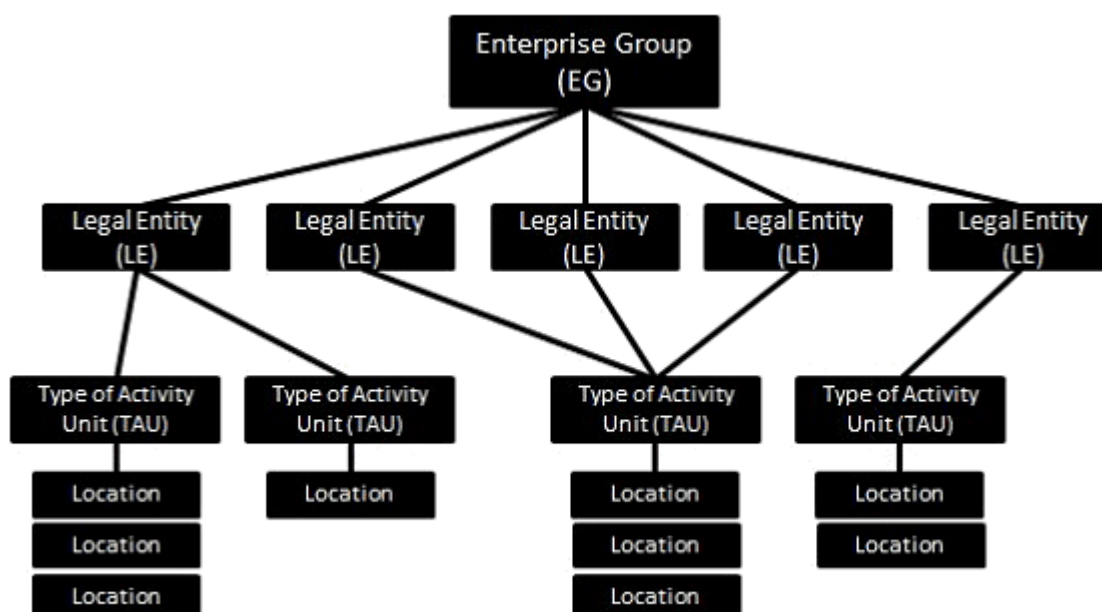 Enterprise Group
(EG)
Legal Entity
(LE)
Legal Entity
(LE)
Legal Entity
(LE)
Legal Entity
(LE)
Legal Entity
(LE)
Type of Activity
Unit (TAU)
Type of Activity
Unit (TAU)
Type of Activity
Unit (TAU)
Type of Activity
Unit (TAU)
Location
Location
Location
Location
Location
Location
Location
Location
Location